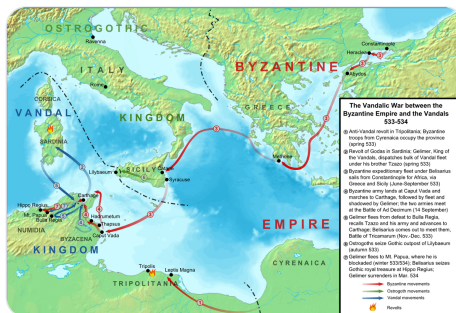 OSTROGOTHIC
Ravenna
Constantinople
Heraclea
Abydos
ITALY
BYZANTINE
Rome
CORSICA
VANDAL
KINGDOM
GREECE
SARDINIA
Methone
Lilybaeum
SICILY
Syracuse
Carthage
Hippo Regius
Mt. Papua
Bulla Regia
Hadrumetum
Thapsus
Caput Vada
NUMIDIA
BYZACENA
KINGDOM
EMPIRE
Tripolis
Leptis Magna
TRIPOLITANIA
CYRENAICA
The Vandalic War between the
Byzantine Empire and the Vandals
533-534
Anti-Vandal revolt in Tripolitania; Byzantine
troops from Cyrenaica occupy the province
(spring 533)
Revolt of Godas in Sardinia; Gelimer, King
of the Vandals, dispatches bulk of Vandal fleet
under his brother Tzazo (spring 533)
Byzantine expeditionary fleet under Belisarius
sails from Constantinople for Africa, via
Greece and Sicily (June-September 533)
Byzantine army lands at Caput Vada and
marches to Carthage, followed by fleet and
shadowed by Gelimer; the two armies meet
at the Battle of Ad Decimum (14 September)
Gelimer flees from defeat to Bulla Regia,
recalls Tzazo and his army and advances to
Carthage; Belisarius comes out to meet them,
Battle of Tricamarum (Nov.-Dec. 533)
Ostrogoths seize Gothic outpost of Lilybaeum
(autumn 533)
Gelimer flees to Mt. Papua, where he is
blockaded (winter 533/534); Belisarius seizes
Gothic royal treasure at Hippo Regius;
Gelimer surrenders in Mar. 534
Byzantine movements
Ostrogoth movements
Vandal movements
Revolts